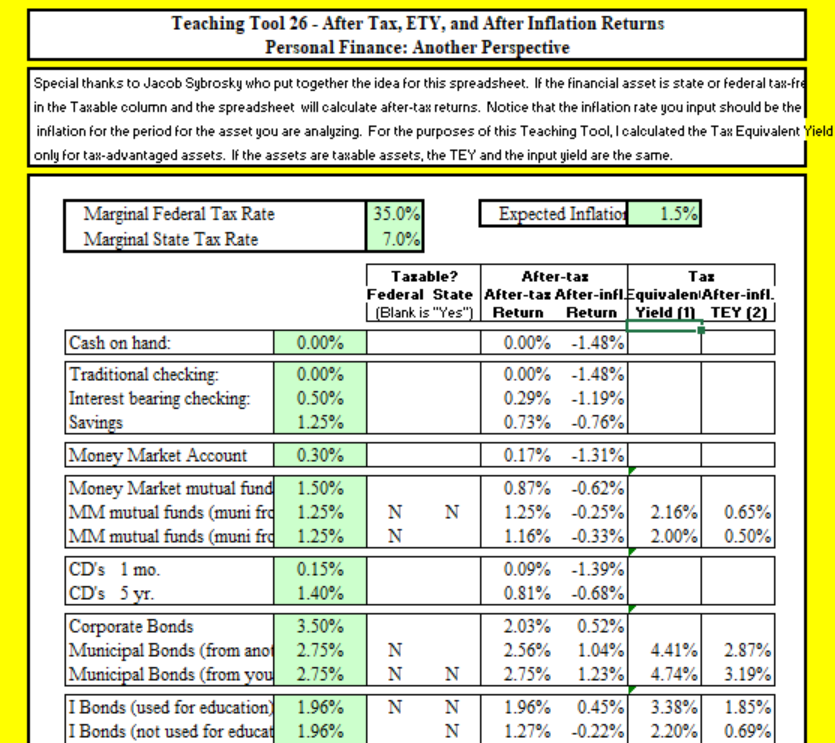 Teaching Tool 26 - After Tax, ETY, and After Inflation Returns
Personal Finance: Another Perspective
Special thanks to Jacob Sybrosky who put together the idea for this spreadsheet. If the financial asset is state or federal tax-fre
in the Taxable column and the spreadsheet will calculate after-tax returns. Notice that the inflation rate you input should be the
inflation for the period for the asset you are analyzing. For the purposes of this Teaching Tool, I calculated the Tax Equivalent Yield
only for tax-advantaged assets. If the assets are taxable assets, the TEY and the input yield are the same.
Marginal Federal Tax Rate 35.0% Expected Inflation 1.5%
Marginal State Tax Rate 7.0%
Taxable? After-tax Tax
Federal State After-tax After-infl. Equivalent After-infl.
(Blank is "Yes") Return Return Yield (1) TEY (2)
Cash on hand: 0.00% 0.00% -1.48%
Traditional checking: 0.00% 0.00% -1.48%
Interest bearing checking: 0.50% 0.29% -1.19%
Savings 1.25% 0.73% -0.76%
Money Market Account 0.30% 0.17% -1.31%
Money Market mutual fund 1.50% 0.87% -0.62%
MM mutual funds (muni fro 1.25% N N 1.25% -0.25% 2.16% 0.65%
MM mutual funds (muni fro 1.25% N 1.16% -0.33% 2.00% 0.50%
CD's 1 mo. 0.15% 0.09% -1.39%
CD's 5 yr. 1.40% 0.81% -0.68%
Corporate Bonds 3.50% 2.03% 0.52%
Municipal Bonds (from anot 2.75% N 2.56% 1.04% 4.41% 2.87%
Municipal Bonds (from you 2.75% N N 2.75% 1.23% 4.74% 3.19%
I Bonds (used for education) 1.96% N N 1.96% 0.45% 3.38% 1.85%
I Bonds (not used for educat 1.96% N 1.27% -0.22% 2.20% 0.69%